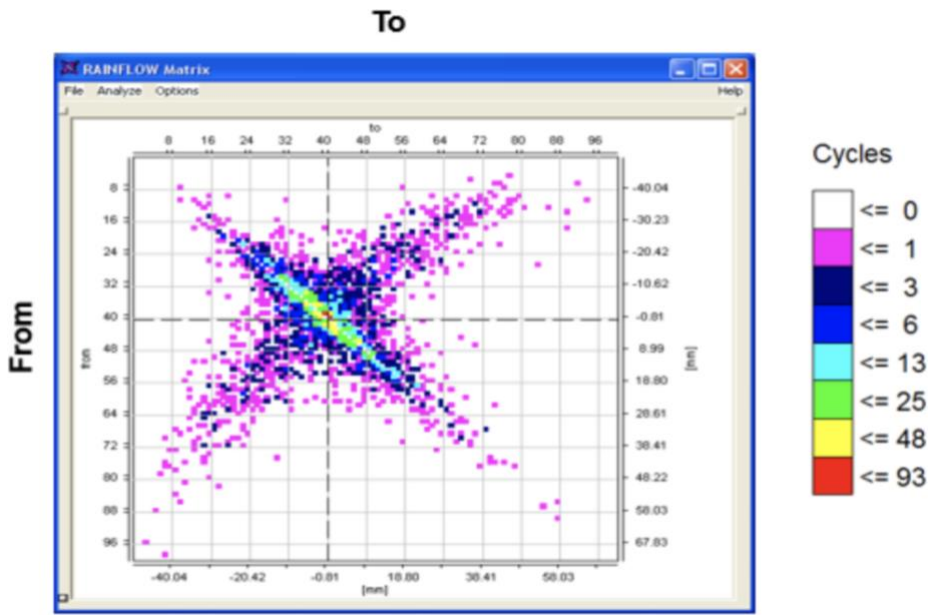 To
RAINFLOW Matrix
File Analyze Options Help
to
8 16 24 32 40 48 56 64 72 80 88 96
8 -40.04
16 -30.23
24 -20.42
32 -10.62
40 -0.81
48 8.99
56 18.80
64 28.61
72 38.41
80 48.22
88 58.03
96 67.83
-40.04 -20.42 -0.81 18.80 38.41 58.03
[mm]
From
Cycles
<= 0
<= 1
<= 3
<= 6
<= 13
<= 25
<= 48
<= 93